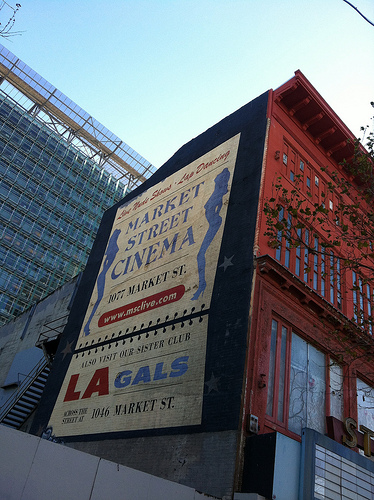 Live Nude Shows · Lap Dancing
MARKET
STREET
CINEMA
1077 MARKET ST.
www.msclive.com
ALSO VISIT OUR SISTER CLUB
LA GALS
ACROSS THE
STREET AT 1046 MARKET ST.
ST